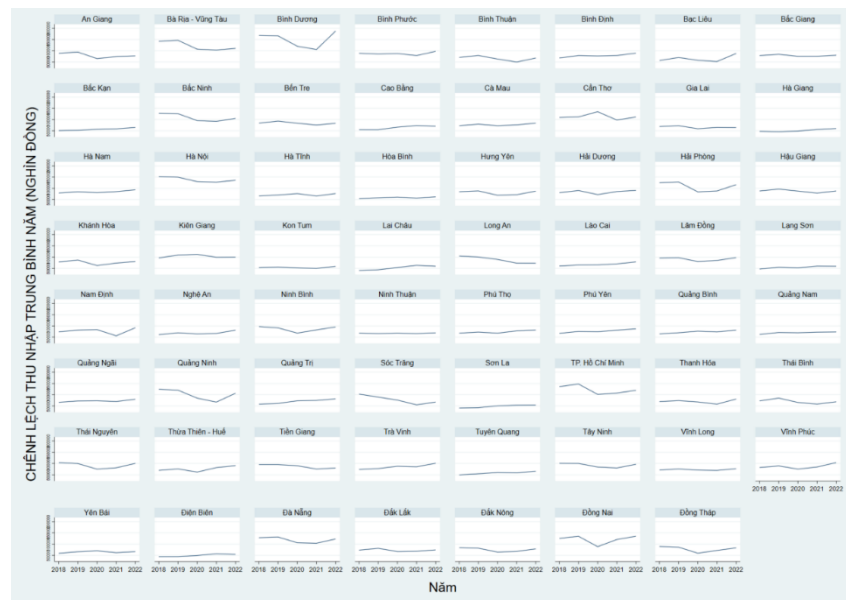 CHÊNH LỆCH THU NHẬP TRUNG BÌNH NĂM (NGHÌN ĐỒNG)
An Giang Bà Rịa - Vũng Tàu Bình Dương Bình Phước Bình Thuận Bình Định Bạc Liêu Bắc Giang
Bắc Kạn Bắc Ninh Bến Tre Cao Bằng Cà Mau Cần Thơ Gia Lai Hà Giang
Hà Nam Hà Nội Hà Tĩnh Hòa Bình Hưng Yên Hải Dương Hải Phòng Hậu Giang
Khánh Hòa Kiên Giang Kon Tum Lai Châu Long An Lào Cai Lâm Đồng Lạng Sơn
Nam Định Nghệ An Ninh Bình Ninh Thuận Phú Thọ Phú Yên Quảng Bình Quảng Nam
Quảng Ngãi Quảng Ninh Quảng Trị Sóc Trăng Sơn La TP. Hồ Chí Minh Thanh Hóa Thái Bình
Thái Nguyên Thừa Thiên - Huế Tiền Giang Trà Vinh Tuyên Quang Tây Ninh Vĩnh Long Vĩnh Phúc
2018 2019 2020 2021 2022
Yên Bái Điện Biên Đà Nẵng Đắk Lắk Đắk Nông Đồng Nai Đồng Tháp
2018 2019 2020 2021 2022 2018 2019 2020 2021 2022 2018 2019 2020 2021 2022 2018 2019 2020 2021 2022 2018 2019 2020 2021 2022 2018 2019 2020 2021 2022 2018 2019 2020 2021 2022
Năm